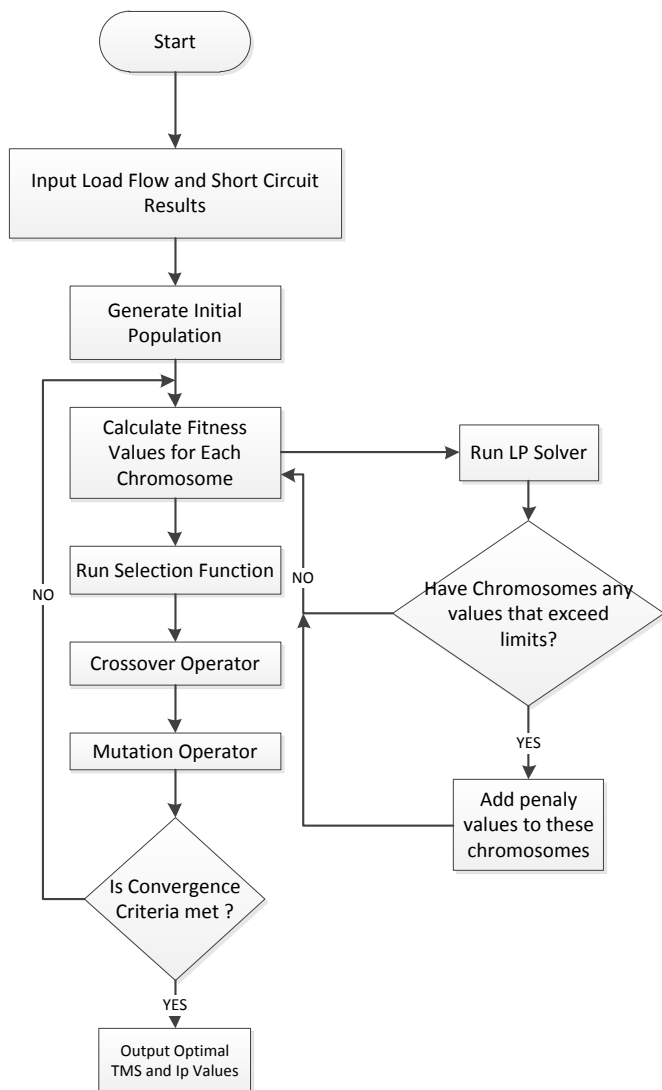 Start
Input Load Flow and Short Circuit
Results
Generate Initial
Population
Calculate Fitness
Values for Each
Chromosome
Run LP Solver
Run Selection Function
NO
NO
Have Chromosomes any
values that exceed
limits?
Crossover Operator
Mutation Operator
YES
Add penaly
values to these
chromosomes
Is Convergence
Criteria met ?
YES
Output Optimal
TMS and Ip Values